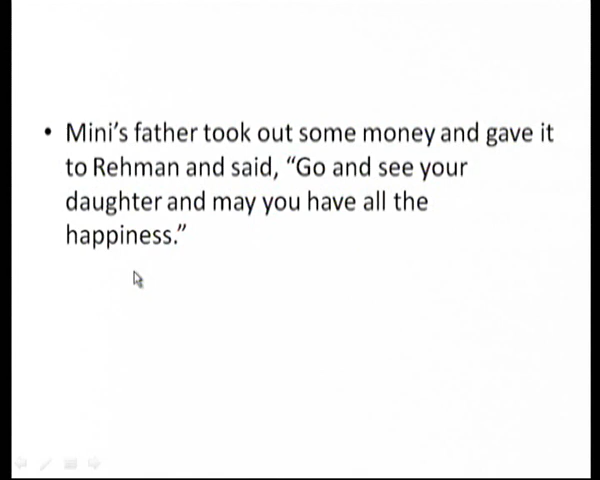 • Mini’s father took out some money and gave it
to Rehman and said, “Go and see your
daughter and may you have all the
happiness.”